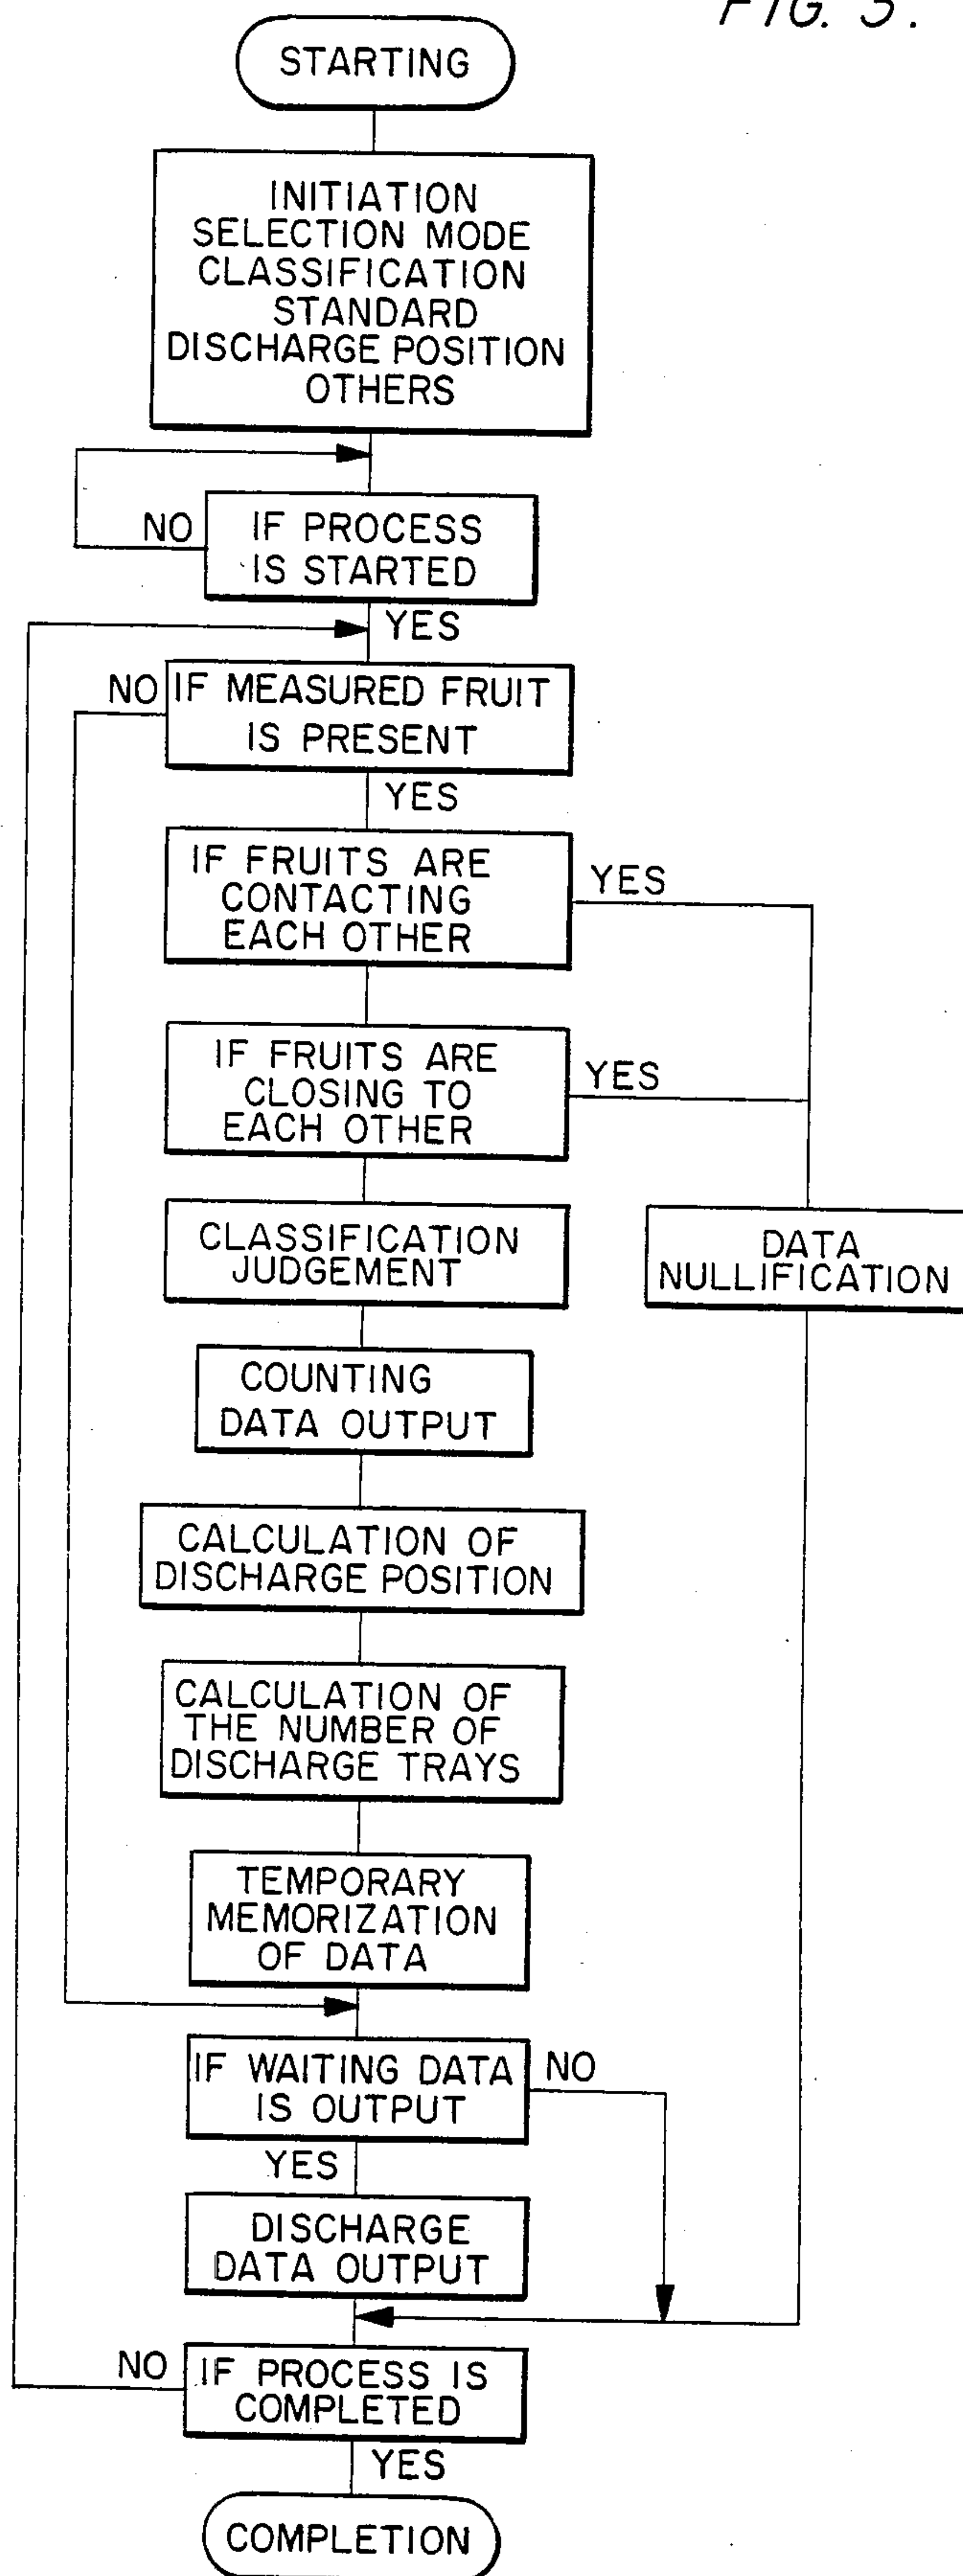 FIG. 3.
STARTING
INITIATION
SELECTION MODE
CLASSIFICATION
STANDARD
DISCHARGE POSITION
OTHERS
NO
IF PROCESS
IS STARTED
YES
NO
IF MEASURED FRUIT
IS PRESENT
YES
IF FRUITS ARE
CONTACTING
EACH OTHER
YES
IF FRUITS ARE
CLOSING TO
EACH OTHER
YES
CLASSIFICATION
JUDGEMENT
DATA
NULLIFICATION
COUNTING
DATA OUTPUT
CALCULATION OF
DISCHARGE POSITION
CALCULATION OF
THE NUMBER OF
DISCHARGE TRAYS
TEMPORARY
MEMORIZATION
OF DATA
IF WAITING DATA
IS OUTPUT
NO
YES
DISCHARGE
DATA OUTPUT
NO
IF PROCESS IS
COMPLETED
YES
COMPLETION